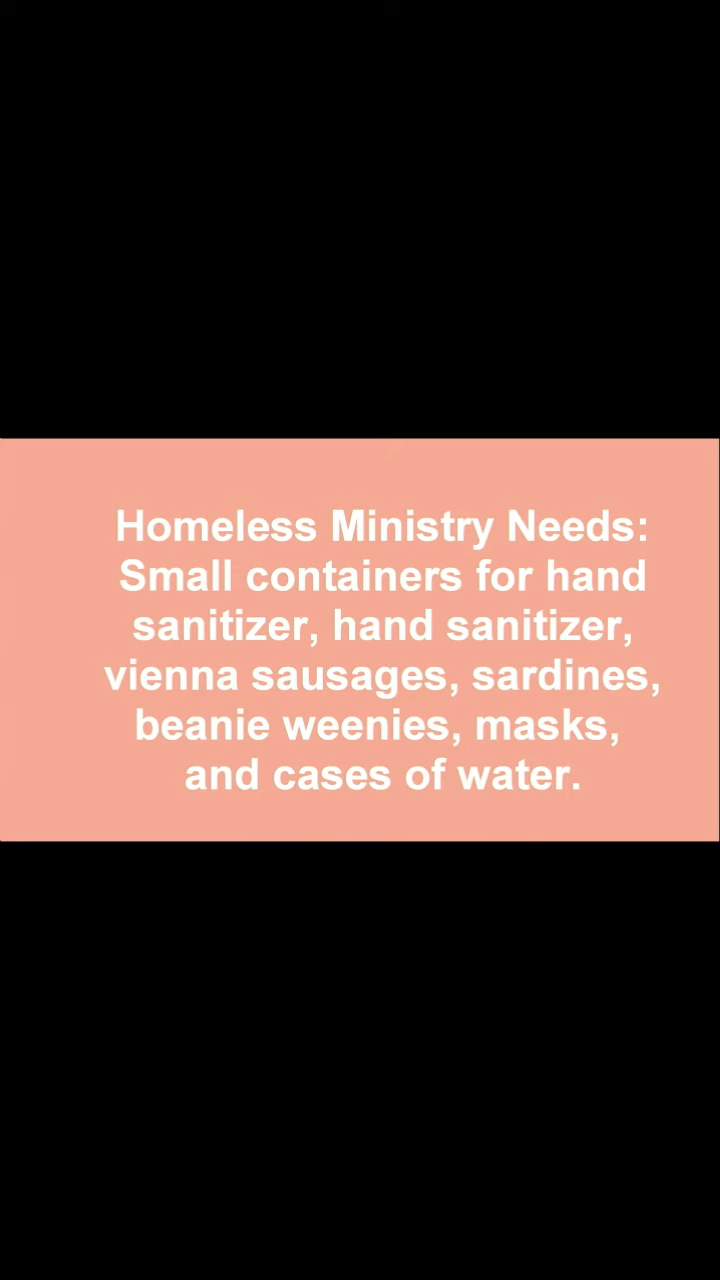 Homeless Ministry Needs:
Small containers for hand
sanitizer, hand sanitizer,
vienna sausages, sardines,
beanie weenies, masks,
and cases of water.